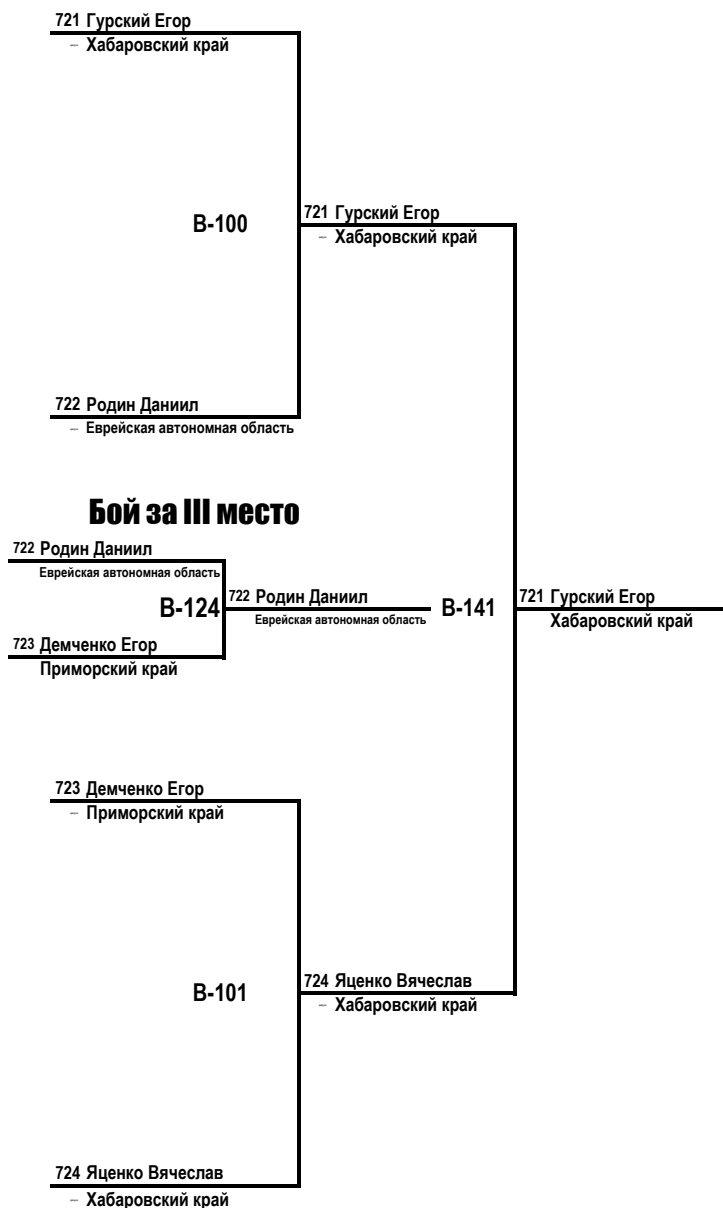 721 Гурский Егор
– Хабаровский край
B-100
721 Гурский Егор
– Хабаровский край
722 Родин Даниил
– Еврейская автономная область
Бой за III место
722 Родин Даниил
Еврейская автономная область
B-124
722 Родин Даниил
Еврейская автономная область
B-141
721 Гурский Егор
Хабаровский край
723 Демченко Егор
Приморский край
723 Демченко Егор
– Приморский край
B-101
724 Яценко Вячеслав
– Хабаровский край
724 Яценко Вячеслав
– Хабаровский край